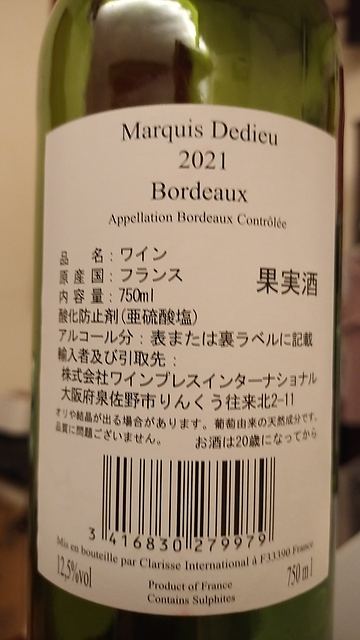 Marquis Dedieu
2021
Bordeaux
Appellation Bordeaux Contrôlée
品　名：ワイン
原産国：フランス
果実酒
内容量：750ml
酸化防止剤(亜硫酸塩)
アルコール分：表または裏ラベルに記載
輸入者及び引取先：
株式会社ワインプレスインターナショナル
大阪府泉佐野市りんくう往来北2-11
オリや結晶が出る場合があります。葡萄由来の天然成分です。
品質に問題ございません。　お酒は20歳になってから
3 416830 279979
Mis en bouteille par Clarisse International à F33390 France
12,5%vol
750 ml
Product of France
Contains Sulphites